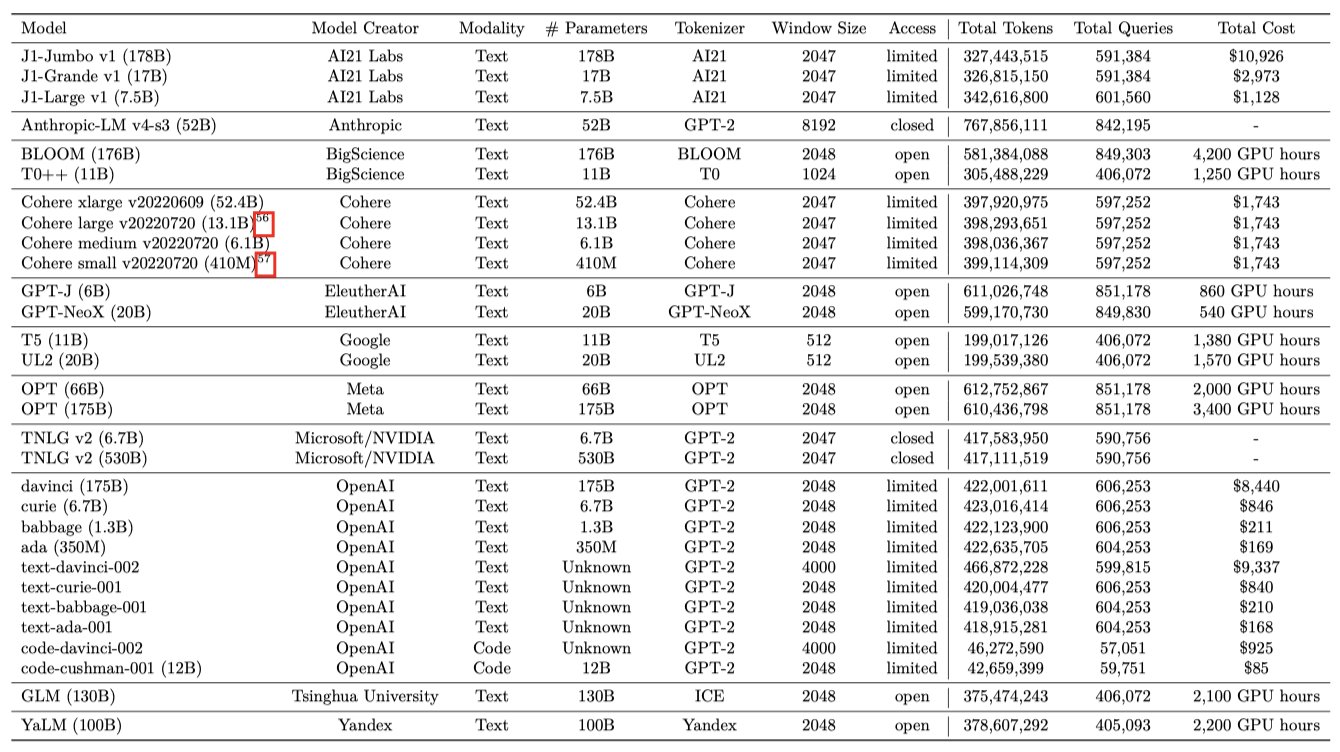 Model Model Creator Modality # Parameters Tokenizer Window Size Access Total Tokens Total Queries Total Cost
J1-Jumbo v1 (178B) AI21 Labs Text 178B AI21 2047 limited 327,443,515 591,384 $10,926
J1-Grande v1 (17B) AI21 Labs Text 17B AI21 2047 limited 326,815,150 591,384 $2,973
J1-Large v1 (7.5B) AI21 Labs Text 7.5B AI21 2047 limited 342,616,800 601,560 $1,128
Anthropic-LM v4-s3 (52B) Anthropic Text 52B GPT-2 8192 closed 767,856,111 842,195 -
BLOOM (176B) BigScience Text 176B BLOOM 2048 open 581,384,088 849,303 4,200 GPU hours
T0++ (11B) BigScience Text 11B T0 1024 open 305,488,229 406,072 1,250 GPU hours
Cohere xlarge v20220609 (52.4B) Cohere Text 52.4B Cohere 2047 limited 397,920,975 597,252 $1,743
Cohere large v20220720 (13.1B)56 Cohere Text 13.1B Cohere 2047 limited 398,293,651 597,252 $1,743
Cohere medium v20220720 (6.1B) Cohere Text 6.1B Cohere 2047 limited 398,036,367 597,252 $1,743
Cohere small v20220720 (410M)57 Cohere Text 410M Cohere 2047 limited 399,114,309 597,252 $1,743
GPT-J (6B) EleutherAI Text 6B GPT-J 2048 open 611,026,748 851,178 860 GPU hours
GPT-NeoX (20B) EleutherAI Text 20B GPT-NeoX 2048 open 599,170,730 849,830 540 GPU hours
T5 (11B) Google Text 11B T5 512 open 199,017,126 406,072 1,380 GPU hours
UL2 (20B) Google Text 20B UL2 512 open 199,539,380 406,072 1,570 GPU hours
OPT (66B) Meta Text 66B OPT 2048 open 612,752,867 851,178 2,000 GPU hours
OPT (175B) Meta Text 175B OPT 2048 open 610,436,798 851,178 3,400 GPU hours
TNLG v2 (6.7B) Microsoft/NVIDIA Text 6.7B GPT-2 2047 closed 417,583,950 590,756 -
TNLG v2 (530B) Microsoft/NVIDIA Text 530B GPT-2 2047 closed 417,111,519 590,756 -
davinci (175B) OpenAI Text 175B GPT-2 2048 limited 422,001,611 606,253 $8,440
curie (6.7B) OpenAI Text 6.7B GPT-2 2048 limited 423,016,414 606,253 $846
babbage (1.3B) OpenAI Text 1.3B GPT-2 2048 limited 422,123,900 606,253 $211
ada (350M) OpenAI Text 350M GPT-2 2048 limited 422,635,705 604,253 $169
text-davinci-002 OpenAI Text Unknown GPT-2 4000 limited 466,872,228 599,815 $9,337
text-curie-001 OpenAI Text Unknown GPT-2 2048 limited 420,004,477 606,253 $840
text-babbage-001 OpenAI Text Unknown GPT-2 2048 limited 419,036,038 604,253 $210
text-ada-001 OpenAI Text Unknown GPT-2 2048 limited 418,915,281 604,253 $168
code-davinci-002 OpenAI Code Unknown GPT-2 4000 limited 46,272,590 57,051 $925
code-cushman-001 (12B) OpenAI Code 12B GPT-2 2048 limited 42,659,399 59,751 $85
GLM (130B) Tsinghua University Text 130B ICE 2048 open 375,474,243 406,072 2,100 GPU hours
YaLM (100B) Yandex Text 100B Yandex 2048 open 378,607,292 405,093 2,200 GPU hours